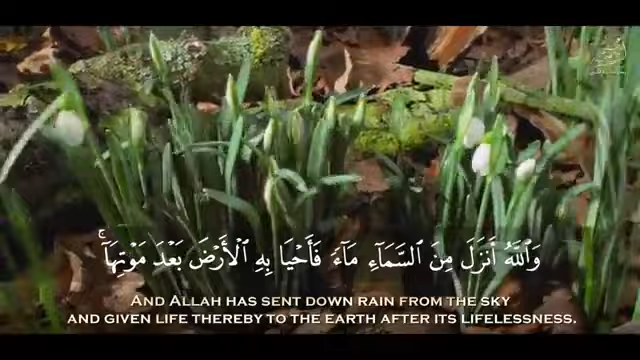 وَٱللَّهُ أَنزَلَ مِنَ ٱلسَّمَآءِ مَآءً فَأَحْيَا بِهِ ٱلْأَرْضَ بَعْدَ مَوْتِهَآ ۚ
AND ALLAH HAS SENT DOWN RAIN FROM THE SKY
AND GIVEN LIFE THEREBY TO THE EARTH AFTER ITS LIFELESSNESS.